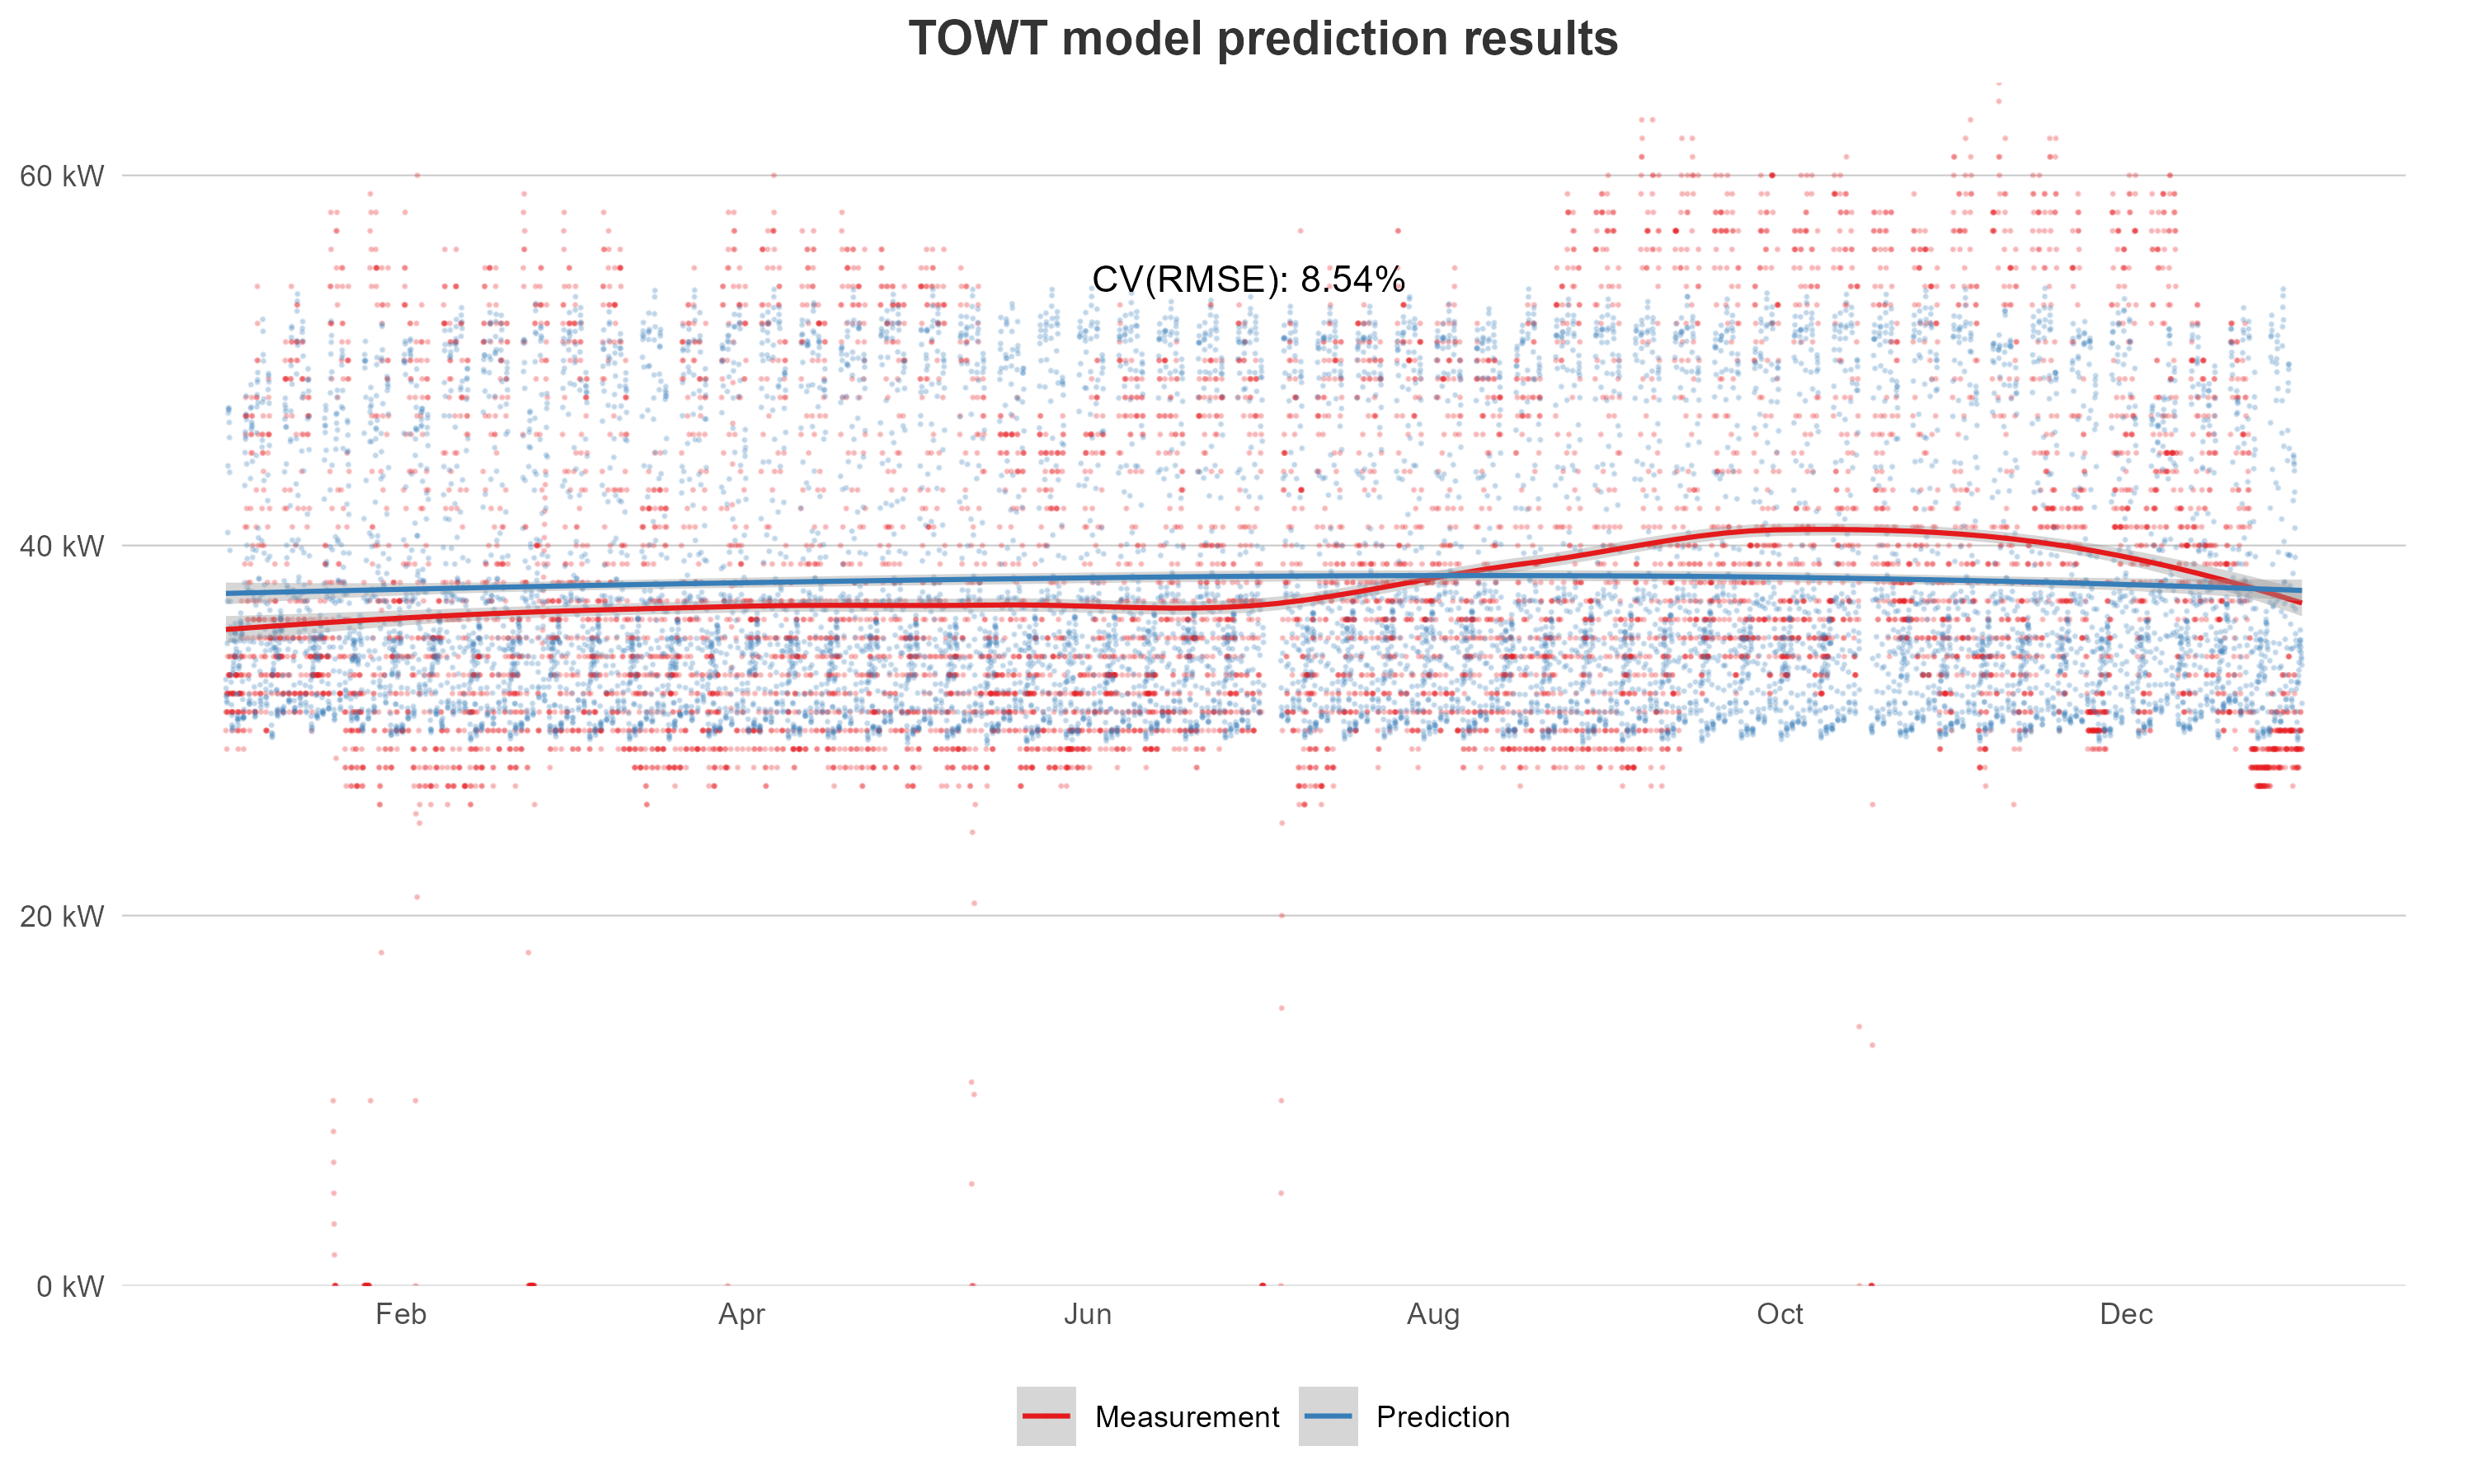 TOWT model prediction results
60 kW
CV(RMSE): 8.54%
40 kW
20 kW
0 kW
Feb Apr Jun Aug Oct Dec
Measurement Prediction